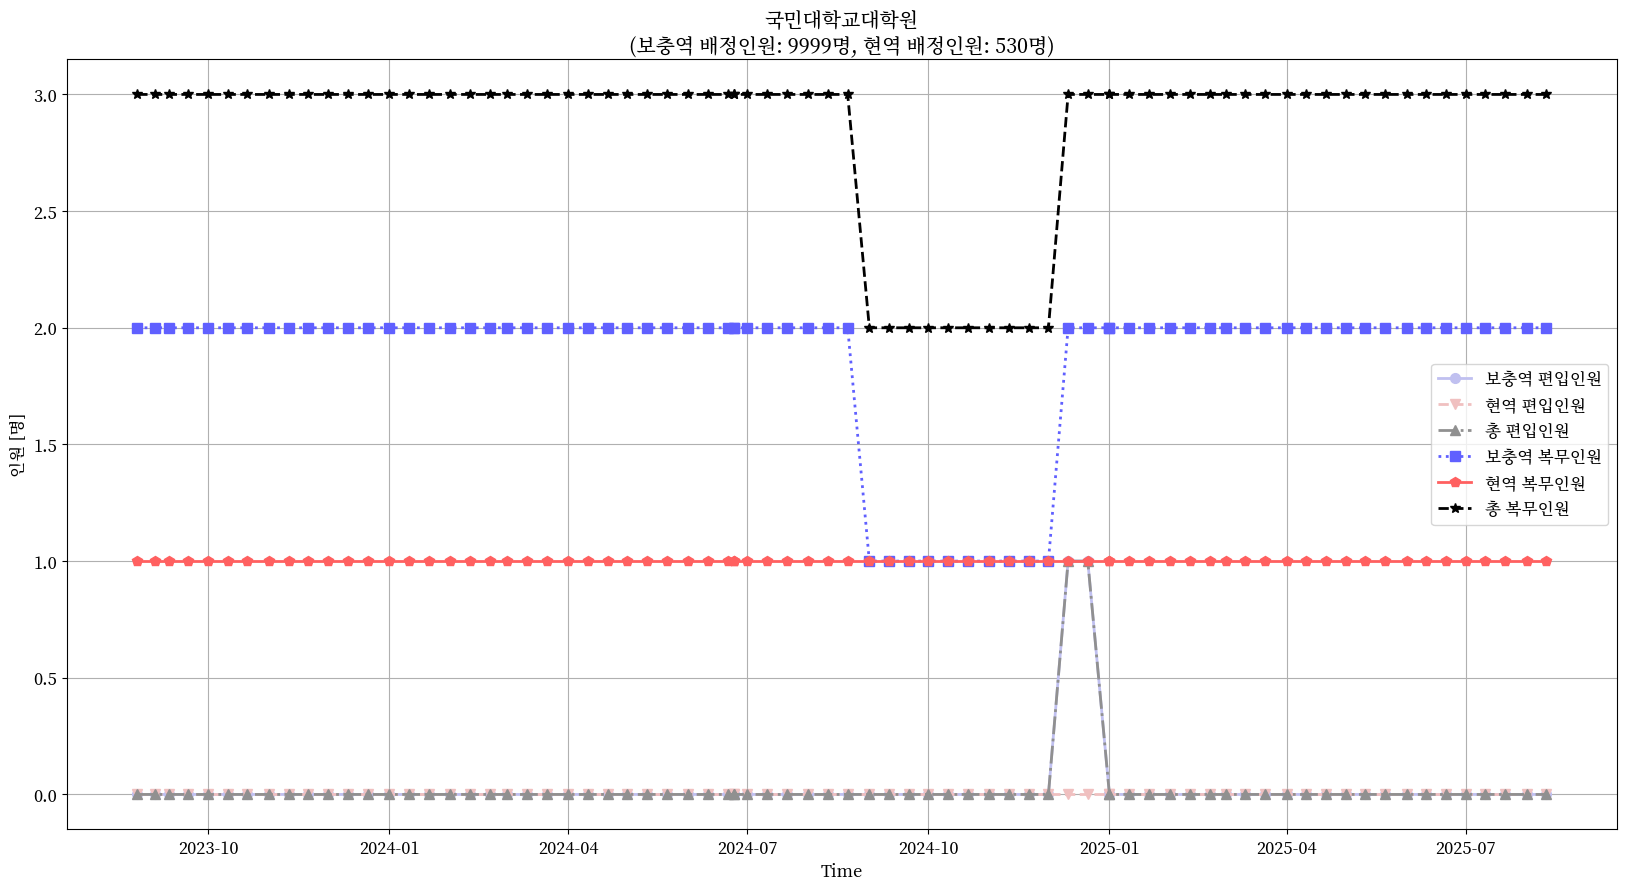 국민대학교대학원
(보충역 배정인원: 9999명, 현역 배정인원: 530명)
인원 [명]
3.0
2.5
2.0
1.5
1.0
0.5
0.0
보충역 편입인원
현역 편입인원
총 편입인원
보충역 복무인원
현역 복무인원
총 복무인원
2023-10 2024-01 2024-04 2024-07 2024-10 2025-01 2025-04 2025-07
Time